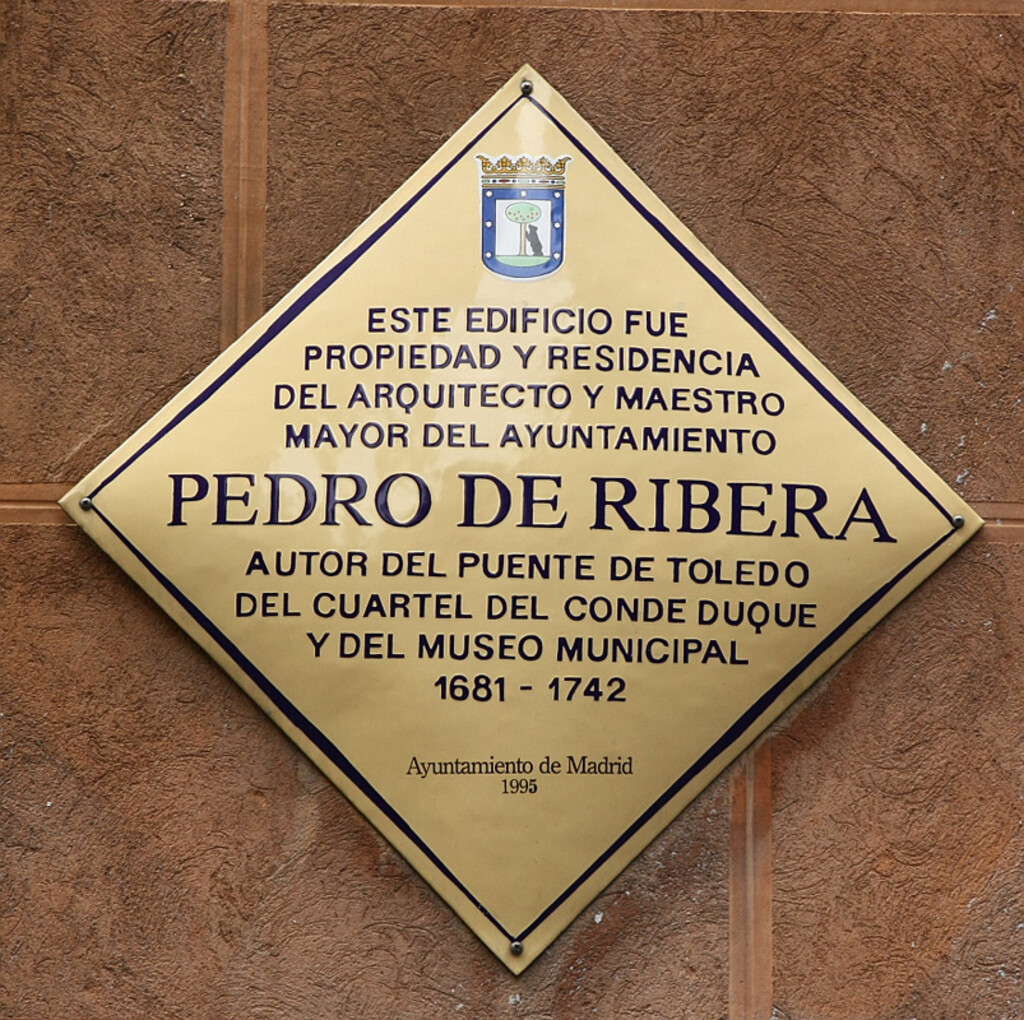 ESTE EDIFICIO FUE
PROPIEDAD Y RESIDENCIA
DEL ARQUITECTO Y MAESTRO
MAYOR DEL AYUNTAMIENTO
PEDRO DE RIBERA
AUTOR DEL PUENTE DE TOLEDO
DEL CUARTEL DEL CONDE DUQUE
Y DEL MUSEO MUNICIPAL
1681 - 1742
Ayuntamiento de Madrid
1995